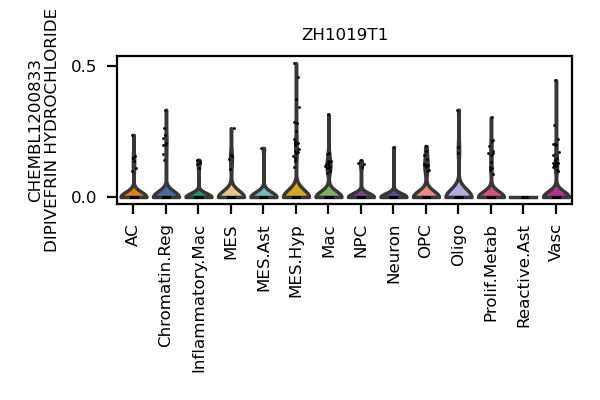 ZH1019T1
CHEMBL1200833
DIPIVEFRIN HYDROCHLORIDE
0.5
0.0
AC
Chromatin.Reg
Inflammatory.Mac
MES
MES.Ast
MES.Hyp
Mac
NPC
Neuron
OPC
Oligo
Prolif.Metab
Reactive.Ast
Vasc